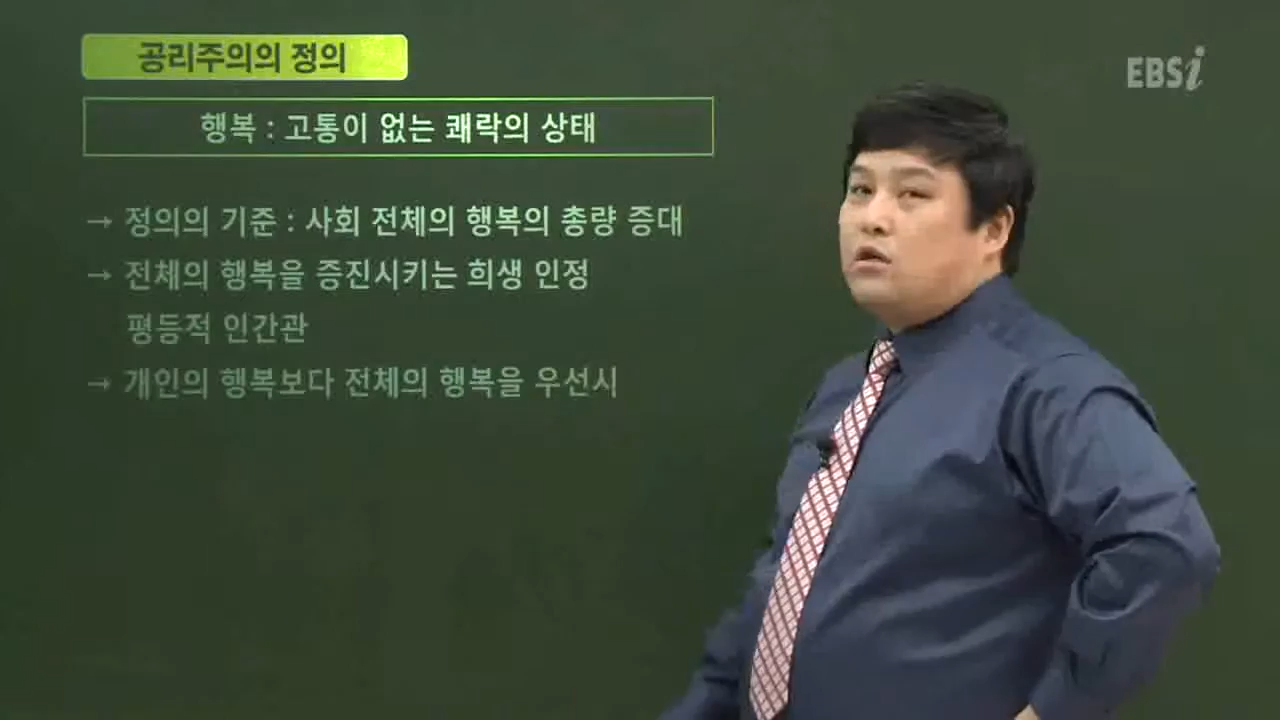 공리주의의 정의
EBSi
행복 : 고통이 없는 쾌락의 상태
→ 정의의 기준 : 사회 전체의 행복의 총량 증대
→ 전체의 행복을 증진시키는 희생 인정
평등적 인간관
→ 개인의 행복보다 전체의 행복을 우선시